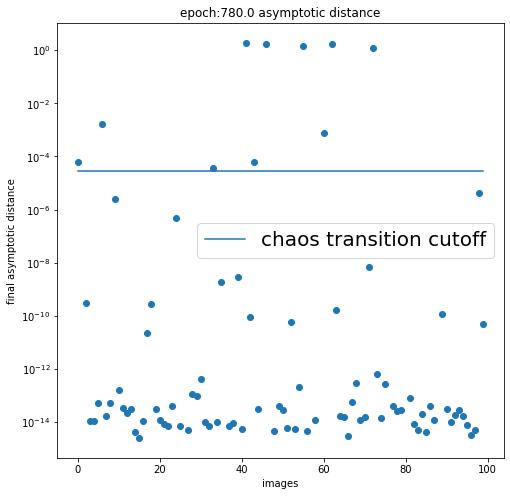 epoch:780.0 asymptotic distance
final asymptotic distance
10^0
10^-2
10^-4
10^-6
10^-8
10^-10
10^-12
10^-14
chaos transition cutoff
0 20 40 60 80 100
images